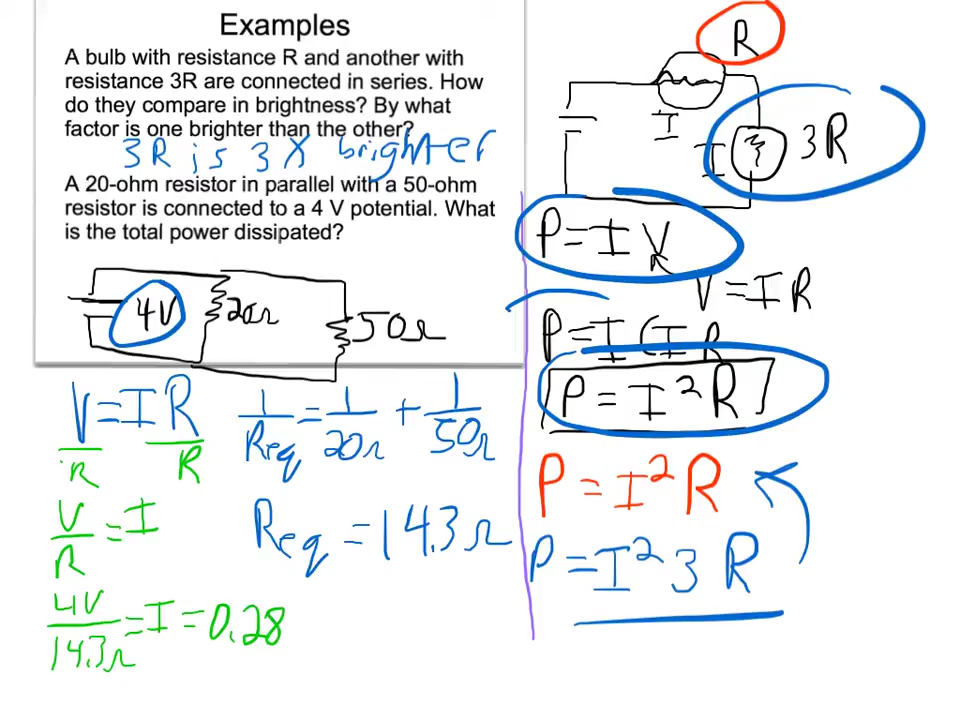 Examples
A bulb with resistance R and another with
resistance 3R are connected in series. How
do they compare in brightness? By what
factor is one brighter than the other?
3R is 3 X brighter
A 20-ohm resistor in parallel with a 50-ohm
resistor is connected to a 4 V potential. What
is the total power dissipated?
4V
20Ω
50Ω
V = IR
R R
V/R = I
4V/14.3Ω = I = 0.28
1/Req = 1/20Ω + 1/50Ω
Req = 14.3Ω
R
I
I
3R
P = IV
V = IR
P = I(IR
P = I²R
P = I²R
P = I²3R